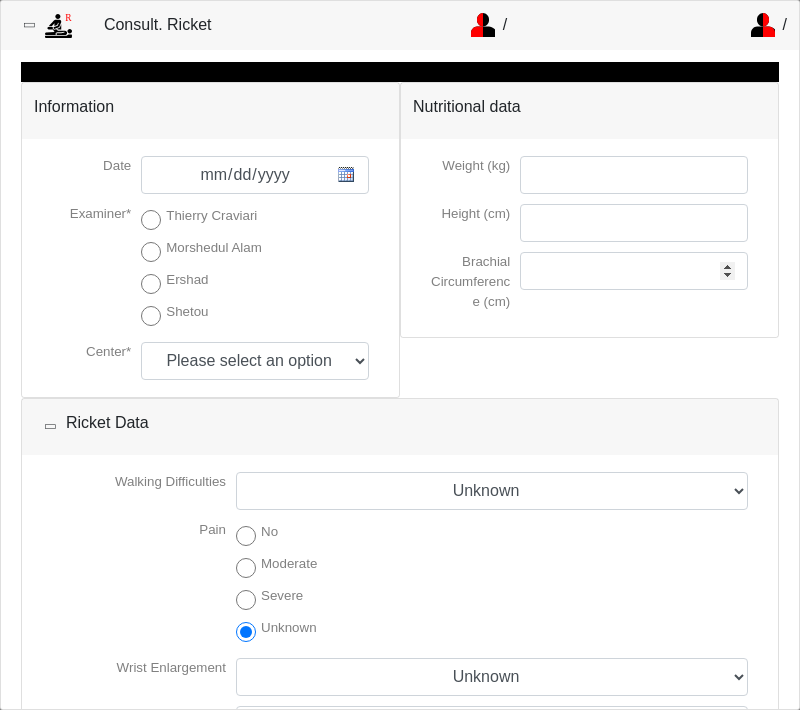 R
Consult. Ricket
/
/
Information
Nutritional data
Date
mm/dd/yyyy
Weight (kg)
Examiner*
Thierry Craviari
Height (cm)
Morshedul Alam
Brachial
Circumferenc
e (cm)
Ershad
Shetou
Center*
Please select an option
Ricket Data
Walking Difficulties
Unknown
Pain
No
Moderate
Severe
Unknown
Wrist Enlargement
Unknown